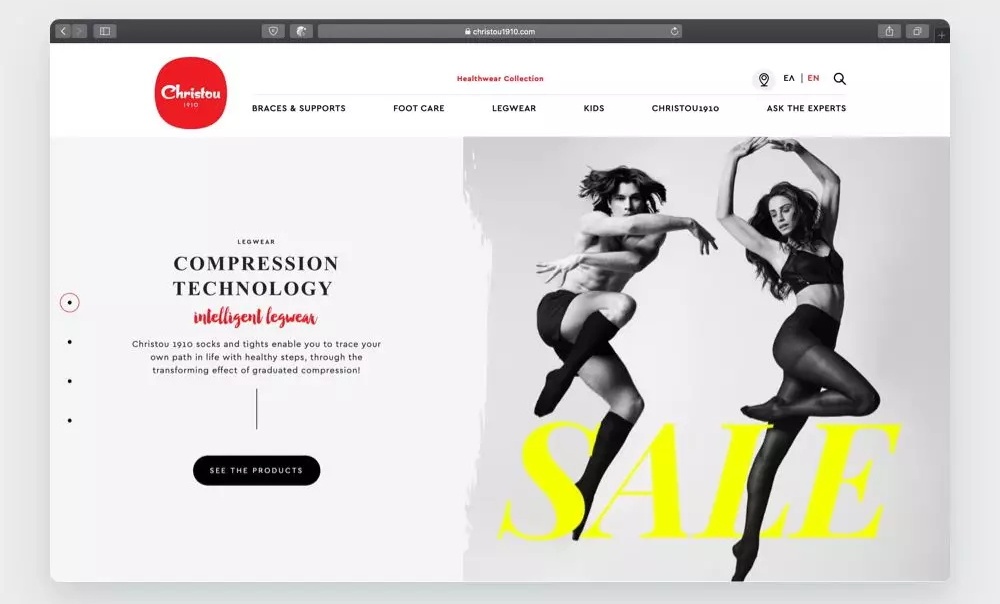 christou1910.com
Christou
1910
Healthwear Collection
ΕΛ | EN
BRACES & SUPPORTS
FOOT CARE
LEGWEAR
KIDS
CHRISTOU1910
ASK THE EXPERTS
LEGWEAR
COMPRESSION
TECHNOLOGY
intelligent legwear
Christou 1910 socks and tights enable you to trace your
own path in life with healthy steps, through the
transforming effect of graduated compression!
SEE THE PRODUCTS
SALE